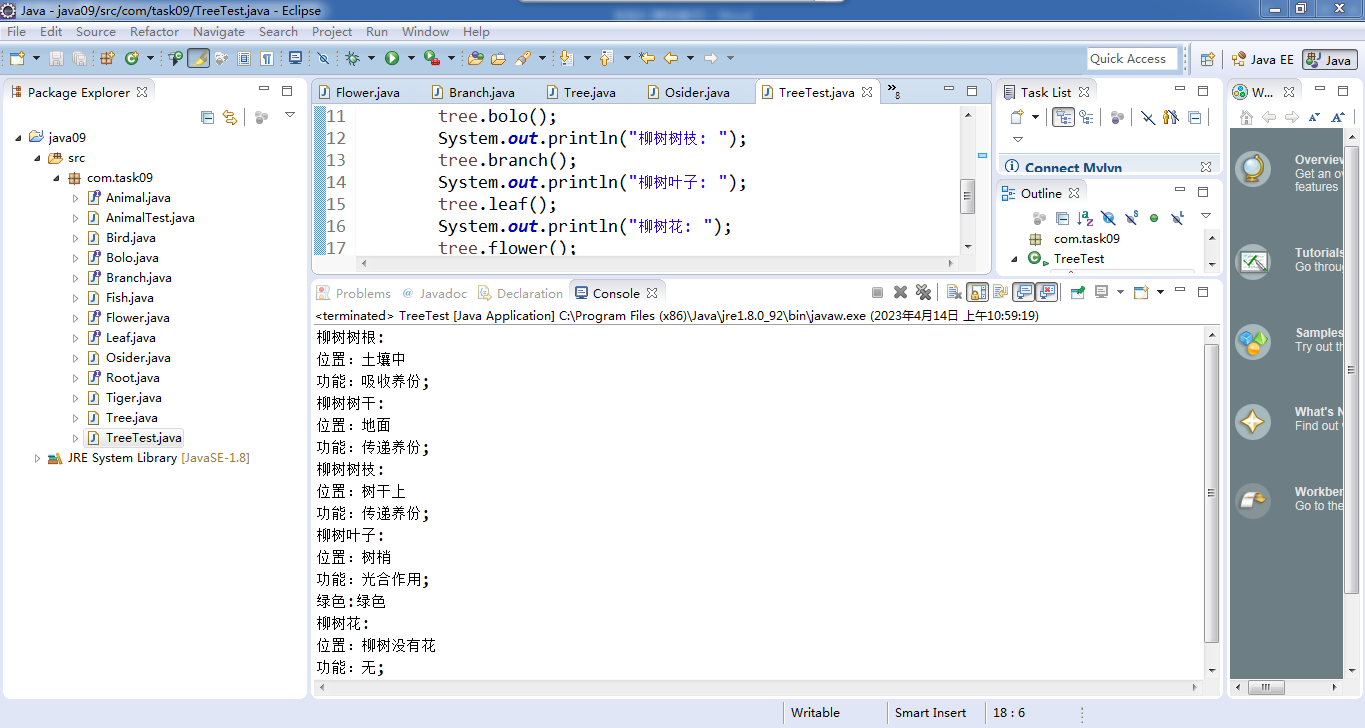 Java - java09/src/com/task09/TreeTest.java - Eclipse
File Edit Source Refactor Navigate Search Project Run Window Help
Quick Access
Java EE
Java
Package Explorer
java09
src
com.task09
Animal.java
AnimalTest.java
Bird.java
Bolo.java
Branch.java
Fish.java
Flower.java
Leaf.java
Osider.java
Root.java
Tiger.java
Tree.java
TreeTest.java
JRE System Library [JavaSE-1.8]
Flower.java Branch.java Tree.java Osider.java TreeTest.java »8
11 tree.bolo();
12 System.out.println("柳树树枝: ");
13 tree.branch();
14 System.out.println("柳树叶子: ");
15 tree.leaf();
16 System.out.println("柳树花: ");
17 tree.flower();
Problems @ Javadoc Declaration Console
<terminated> TreeTest [Java Application] C:\Program Files (x86)\Java\jre1.8.0_92\bin\javaw.exe (2023年4月14日 上午10:59:19)
柳树树根:
位置: 土壤中
功能: 吸收养份;
柳树树干:
位置: 地面
功能: 传递养份;
柳树树枝:
位置: 树干上
功能: 传递养份;
柳树叶子:
位置: 树梢
功能: 光合作用;
绿色:绿色
柳树花:
位置: 柳树没有花
功能: 无;
Task List
Connect Mylyn
Outline
com.task09
TreeTest
W...
Overview
Get an ov
features
Tutorials
Go throu
Samples
Try out th
What's N
Find out
Workben
Go to the
Writable
Smart Insert
18 : 6